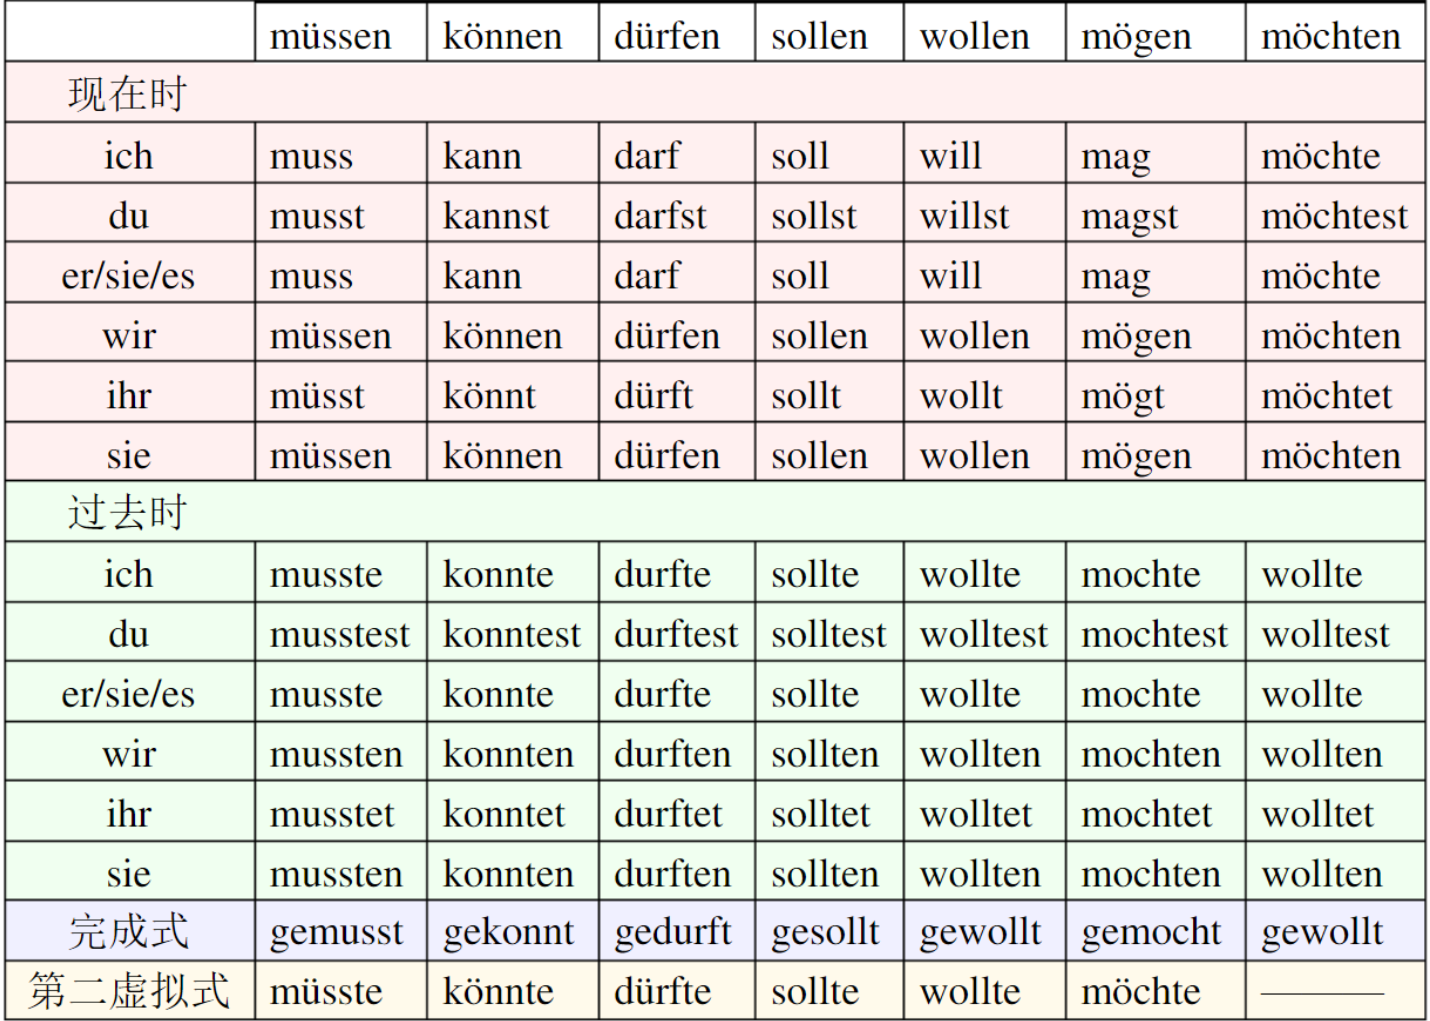 müssen können dürfen sollen wollen mögen möchten
现在时
ich muss kann darf soll will mag möchte
du musst kannst darfst sollst willst magst möchtest
er/sie/es muss kann darf soll will mag möchte
wir müssen können dürfen sollen wollen mögen möchten
ihr müsst könnt dürft sollt wollt mögt möchtet
sie müssen können dürfen sollen wollen mögen möchten
过去时
ich musste konnte durfte sollte wollte mochte wollte
du musstest konntest durftest solltest wolltest mochtest wolltest
er/sie/es musste konnte durfte sollte wollte mochte wollte
wir mussten konnten durften sollten wollten mochten wollten
ihr musstet konntet durftet solltet wolltet mochtet wolltet
sie mussten konnten durften sollten wollten mochten wollten
完成式 gemusst gekonnt gedurft gesollt gewollt gemocht gewollt
第二虚拟式 müsste könnte dürfte sollte wollte möchte ———